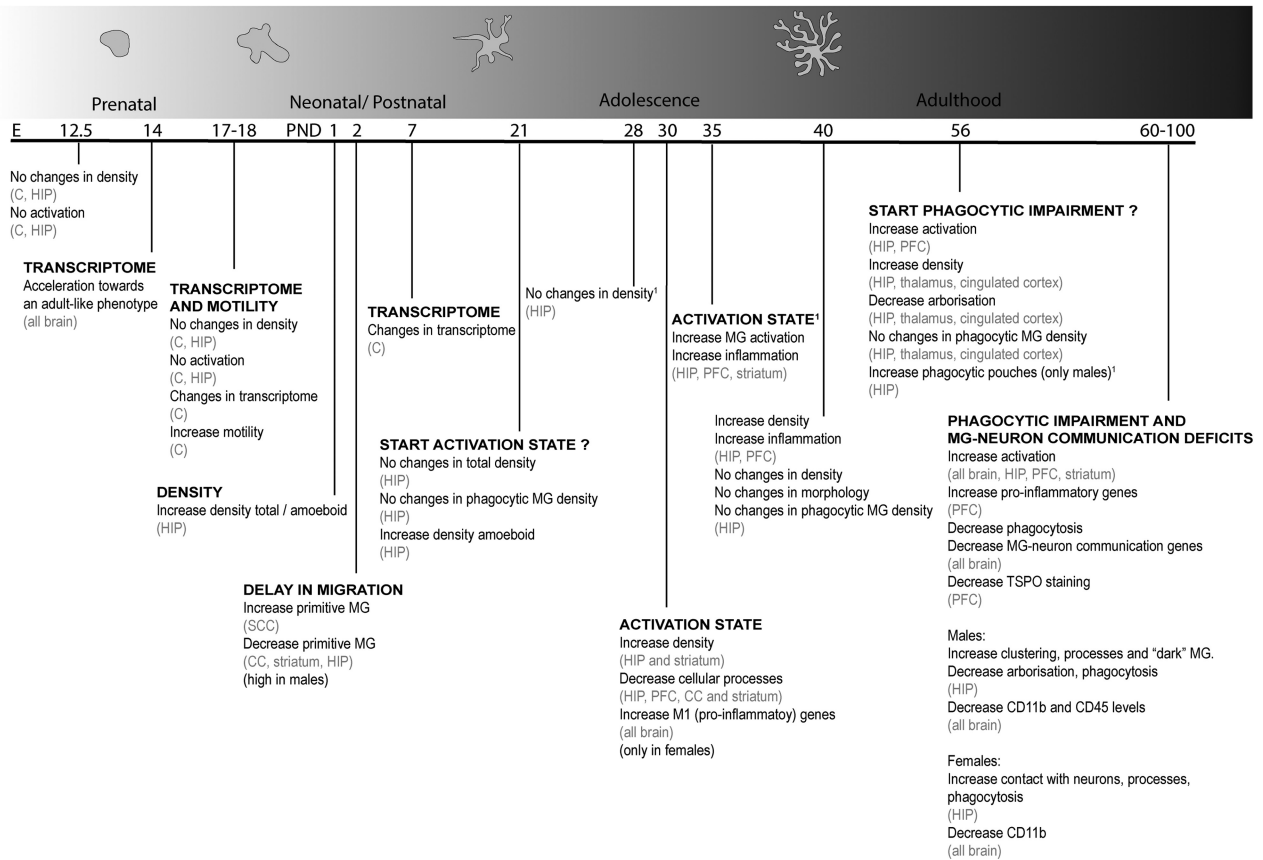 Prenatal
Neonatal/ Postnatal
Adolescence
Adulthood
E 12.5 14 17-18 PND 1 2 7 21 28 30 35 40 56 60-100
No changes in density
(C, HIP)
No activation
(C, HIP)
TRANSCRIPTOME
Acceleration towards
an adult-like phenotype
(all brain)
TRANSCRIPTOME
AND MOTILITY
No changes in density
(C, HIP)
No activation
(C, HIP)
Changes in transcriptome
(C)
Increase motility
(C)
DENSITY
Increase density total / amoeboid
(HIP)
DELAY IN MIGRATION
Increase primitive MG
(SCC)
Decrease primitive MG
(CC, striatum, HIP)
(high in males)
TRANSCRIPTOME
Changes in transcriptome
(C)
START ACTIVATION STATE ?
No changes in total density
(HIP)
No changes in phagocytic MG density
(HIP)
Increase density amoeboid
(HIP)
No changes in density¹
(HIP)
ACTIVATION STATE
Increase density
(HIP and striatum)
Decrease cellular processes
(HIP, PFC, CC and striatum)
Increase M1 (pro-inflammatoy) genes
(all brain)
(only in females)
ACTIVATION STATE¹
Increase MG activation
Increase inflammation
(HIP, PFC, striatum)
Increase density
Increase inflammation
(HIP, PFC)
No changes in density
No changes in morphology
No changes in phagocytic MG density
(HIP)
START PHAGOCYTIC IMPAIRMENT ?
Increase activation
(HIP, PFC)
Increase density
(HIP, thalamus, cingulated cortex)
Decrease arborisation
(HIP, thalamus, cingulated cortex)
No changes in phagocytic MG density
(HIP, thalamus, cingulated cortex)
Increase phagocytic pouches (only males)¹
(HIP)
PHAGOCYTIC IMPAIRMENT AND
MG-NEURON COMMUNICATION DEFICITS
Increase activation
(all brain, HIP, PFC, striatum)
Increase pro-inflammatory genes
(PFC)
Decrease phagocytosis
Decrease MG-neuron communication genes
(all brain)
Decrease TSPO staining
(PFC)
Males:
Increase clustering, processes and “dark” MG.
Decrease arborisation, phagocytosis
(HIP)
Decrease CD11b and CD45 levels
(all brain)
Females:
Increase contact with neurons, processes,
phagocytosis
(HIP)
Decrease CD11b
(all brain)